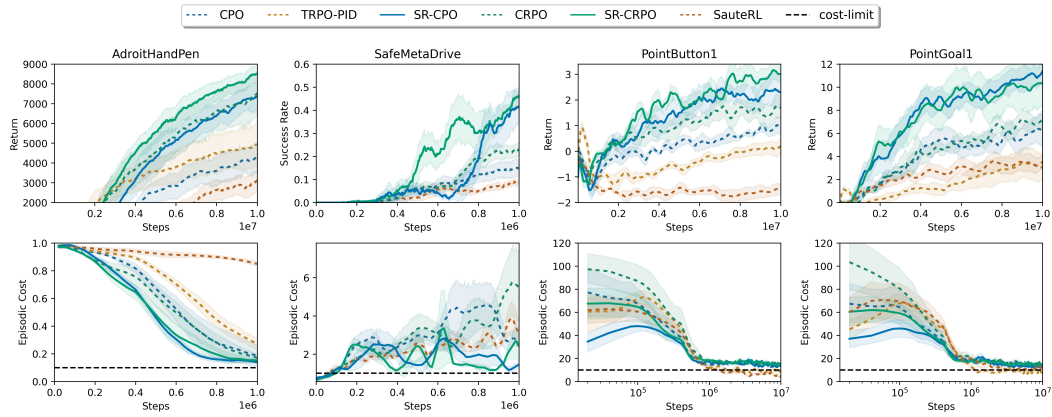 CPO TRPO-PID SR-CPO CRPO SR-CRPO SauteRL cost-limit
AdroitHandPen SafeMetaDrive PointButton1 PointGoal1
Return
9000
8000
7000
6000
5000
4000
3000
2000
0.2 0.4 0.6 0.8 1.0
Steps 1e7
Success Rate
0.6
0.5
0.4
0.3
0.2
0.1
0.0
0.0 0.2 0.4 0.6 0.8 1.0
Steps 1e6
Return
3
2
1
0
−1
−2
0.2 0.4 0.6 0.8 1.0
Steps 1e7
Return
12
10
8
6
4
2
0
0.2 0.4 0.6 0.8 1.0
Steps 1e7
Episodic Cost
1.0
0.8
0.6
0.4
0.2
0.0
0.0 0.2 0.4 0.6 0.8 1.0
Steps 1e6
Episodic Cost
6
4
2
0.0 0.2 0.4 0.6 0.8 1.0
Steps 1e6
Episodic Cost
120
100
80
60
40
20
0
10⁵ 10⁶ 10⁷
Steps
Episodic Cost
120
100
80
60
40
20
0
10⁵ 10⁶ 10⁷
Steps